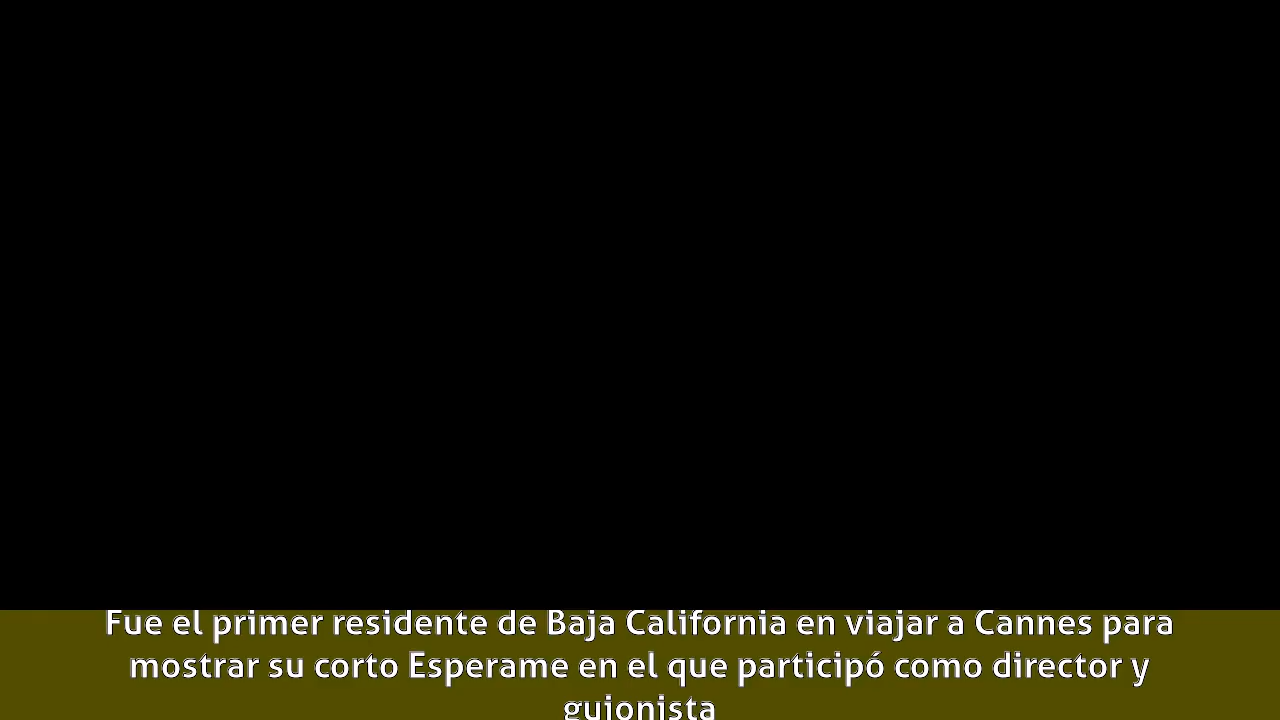 Fue el primer residente de Baja California en viajar a Cannes para
mostrar su corto Esperame en el que participó como director y
guionista